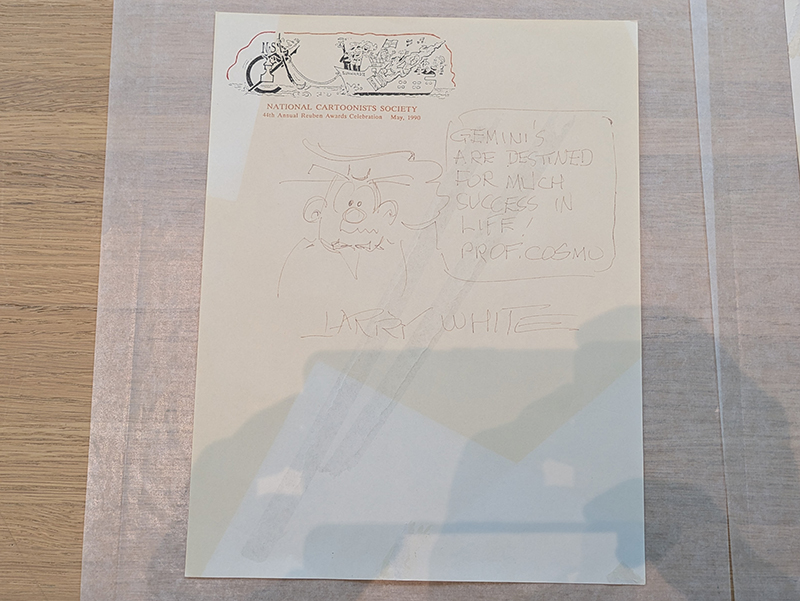 NCS
NATIONAL CARTOONISTS SOCIETY
44th Annual Reuben Awards Celebration May, 1990
GEMINI'S
ARE DESTINED
FOR MUCH
SUCCESS IN
LIFE!
PROF. COSMO
LARRY WHITE